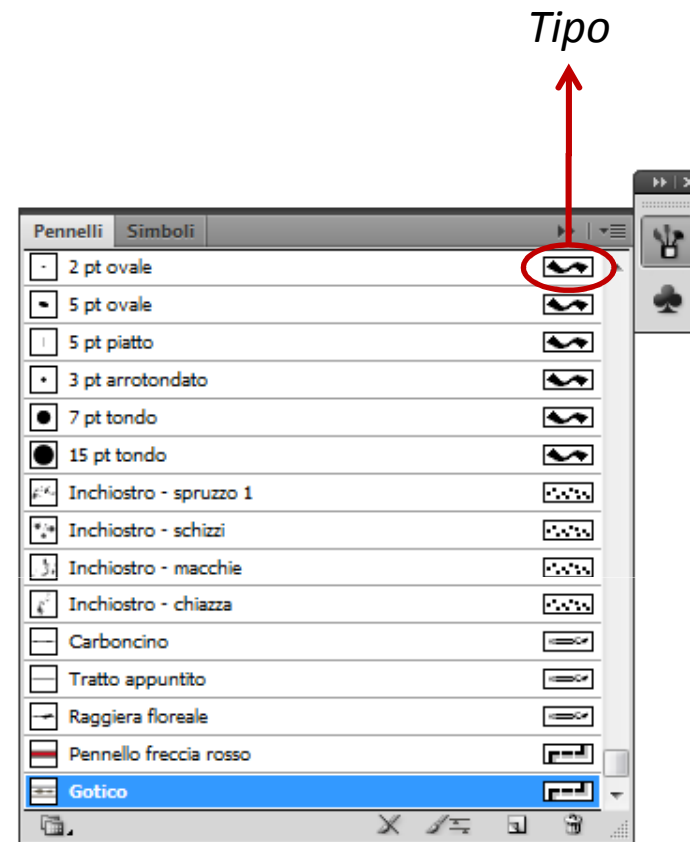 Tipo
Pennelli Simboli
2 pt ovale
5 pt ovale
5 pt piatto
3 pt arrotondato
7 pt tondo
15 pt tondo
Inchiostro - spruzzo 1
Inchiostro - schizzi
Inchiostro - macchie
Inchiostro - chiazza
Carboncino
Tratto appuntito
Raggiera floreale
Pennello freccia rosso
Gotico